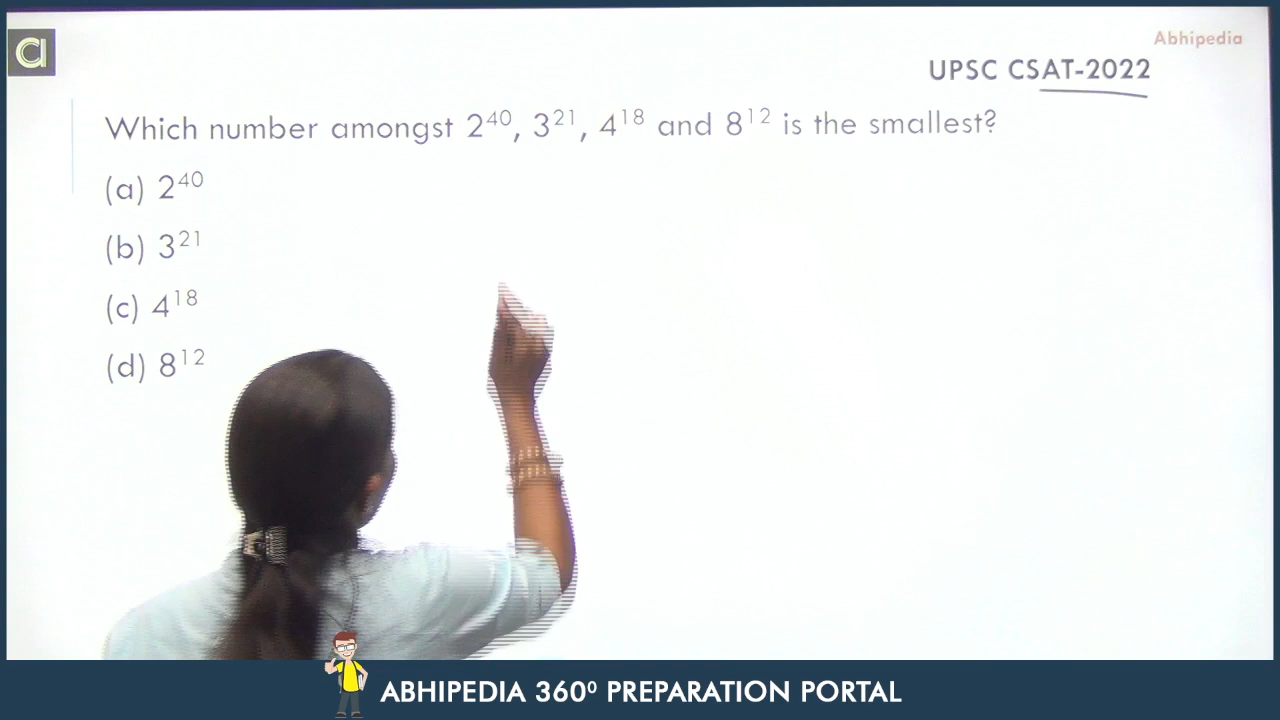 Abhipedia
UPSC CSAT-2022
Which number amongst 2⁴⁰, 3²¹, 4¹⁸ and 8¹² is the smallest?
(a) 2⁴⁰
(b) 3²¹
(c) 4¹⁸
(d) 8¹²
ABHIPEDIA 360⁰ PREPARATION PORTAL